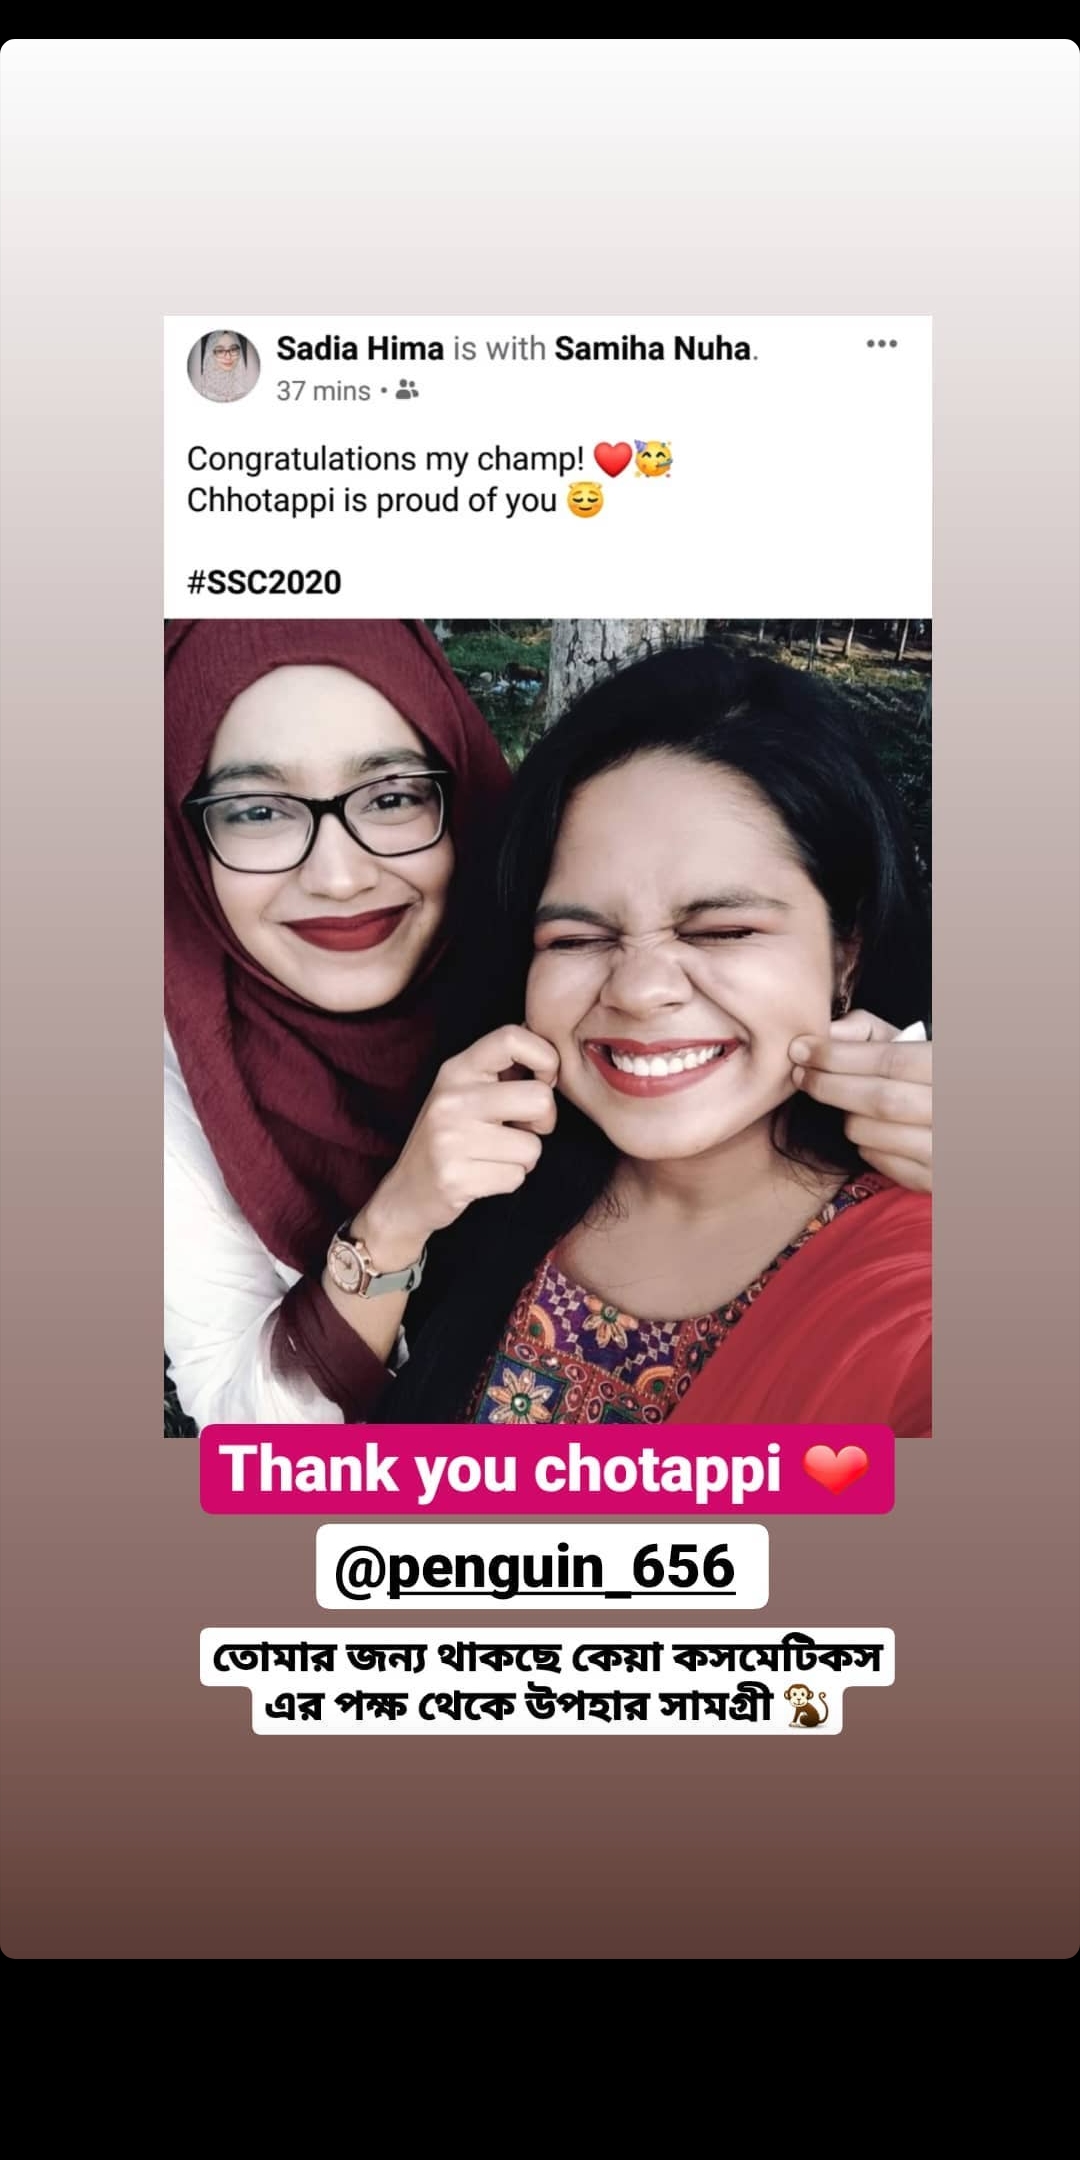 Sadia Hima is with Samiha Nuha.
37 mins •
Congratulations my champ! ❤️🥳
Chhotappi is proud of you 😇
#SSC2020
Thank you chotappi ❤️
@penguin_656
তোমার জন্য থাকছে কেয়া কসমেটিকস
এর পক্ষ থেকে উপহার সামগ্রী 🐒